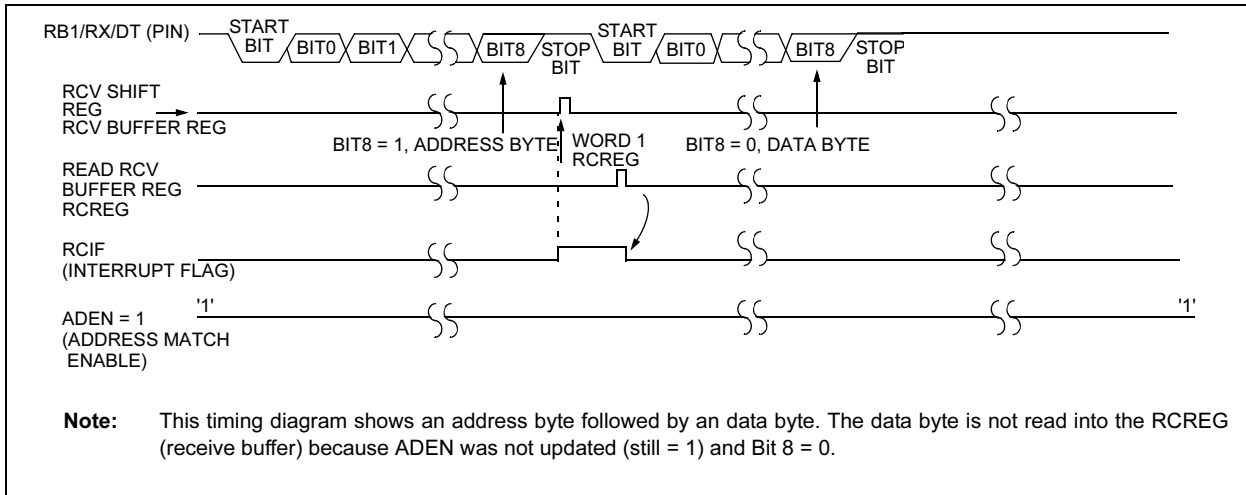 RB1/RX/DT (PIN)
START
BIT
BIT0
BIT1
BIT8
STOP
BIT
START
BIT
BIT0
BIT8
STOP
BIT
RCV SHIFT
REG
RCV BUFFER REG
BIT8 = 1, ADDRESS BYTE
WORD 1
RCREG
BIT8 = 0, DATA BYTE
READ RCV
BUFFER REG
RCREG
RCIF
(INTERRUPT FLAG)
'1'
'1'
ADEN = 1
(ADDRESS MATCH
ENABLE)
Note: This timing diagram shows an address byte followed by an data byte. The data byte is not read into the RCREG
(receive buffer) because ADEN was not updated (still = 1) and Bit 8 = 0.